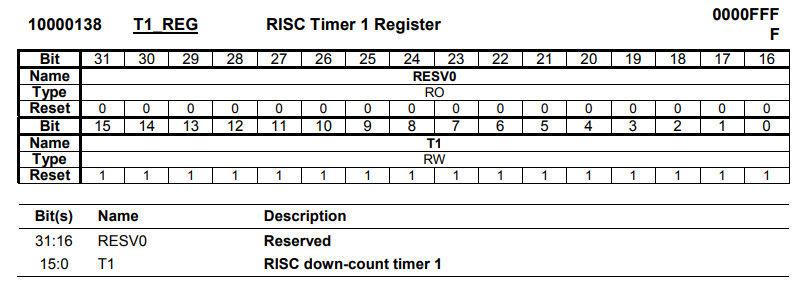 10000138 T1_REG RISC Timer 1 Register 0000FFF
F
Bit 31 30 29 28 27 26 25 24 23 22 21 20 19 18 17 16
Name RESV0
Type RO
Reset 0 0 0 0 0 0 0 0 0 0 0 0 0 0 0 0
Bit 15 14 13 12 11 10 9 8 7 6 5 4 3 2 1 0
Name T1
Type RW
Reset 1 1 1 1 1 1 1 1 1 1 1 1 1 1 1 1
Bit(s) Name Description
31:16 RESV0 Reserved
15:0 T1 RISC down-count timer 1